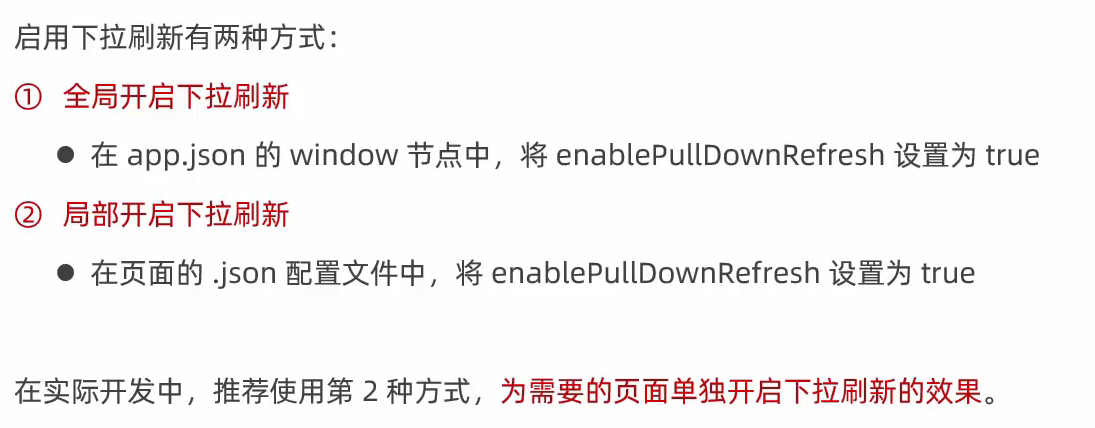 启用下拉刷新有两种方式：
① 全局开启下拉刷新
● 在 app.json 的 window 节点中，将 enablePullDownRefresh 设置为 true
② 局部开启下拉刷新
● 在页面的 .json 配置文件中，将 enablePullDownRefresh 设置为 true
在实际开发中，推荐使用第 2 种方式，为需要的页面单独开启下拉刷新的效果。